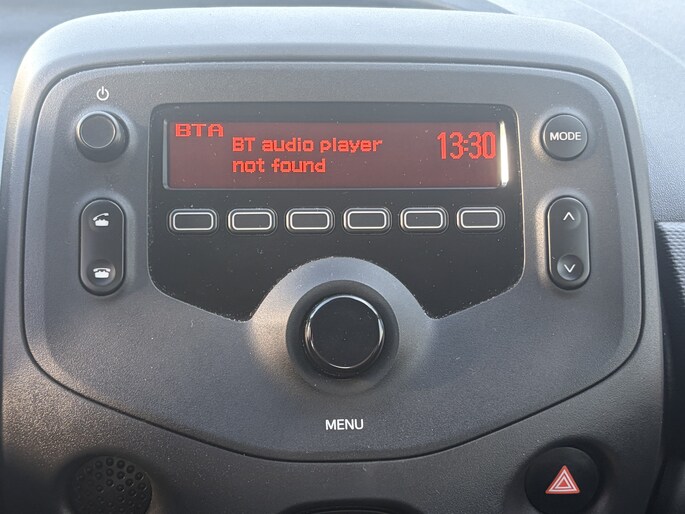 BTA
BT audio player
not found
13:30
MODE
MENU